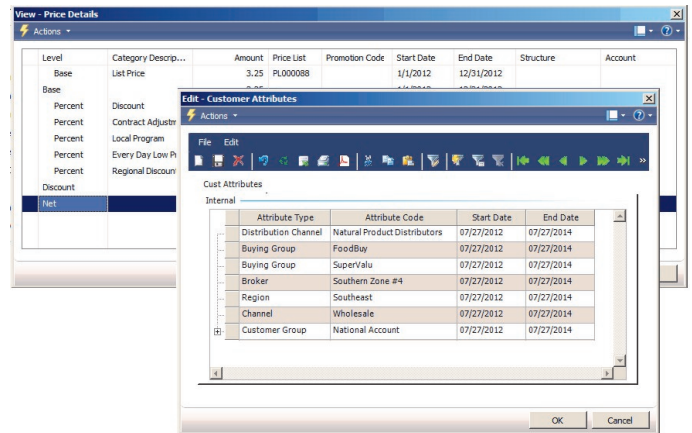 View - Price Details
Actions
Level Category Descrip... Amount Price List Promotion Code Start Date End Date Structure Account
Base List Price 3.25 PL000088 1/1/2012 12/31/2012
Base
Percent Discount
Percent Contract Adjustm
Percent Local Program
Percent Every Day Low Pr
Percent Regional Discount
Discount
Net
Edit - Customer Attributes
Actions
File Edit
Cust Attributes
Internal
Attribute Type Attribute Code Start Date End Date
Distribution Channel Natural Product Distributors 07/27/2012 07/27/2014
Buying Group FoodBuy 07/27/2012 07/27/2014
Buying Group SuperValu 07/27/2012 07/27/2014
Broker Southern Zone #4 07/27/2012 07/27/2014
Region Southeast 07/27/2012 07/27/2014
Channel Wholesale 07/27/2012 07/27/2014
Customer Group National Account 07/27/2012 07/27/2014
OK Cancel